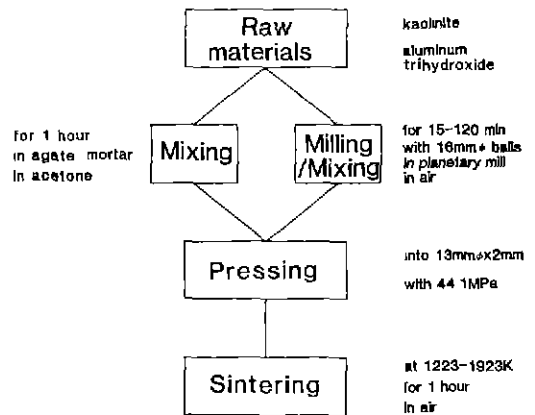 Raw
materials
kaolinite
aluminum
trihydroxide
for 1 hour
in agate mortar
in acetone
Mixing
Milling
/Mixing
for 15-120 min
with 16mmφ balls
in planetary mill
in air
Pressing
into 13mmφx2mm
with 44 1MPa
Sintering
at 1223-1923K
for 1 hour
in air